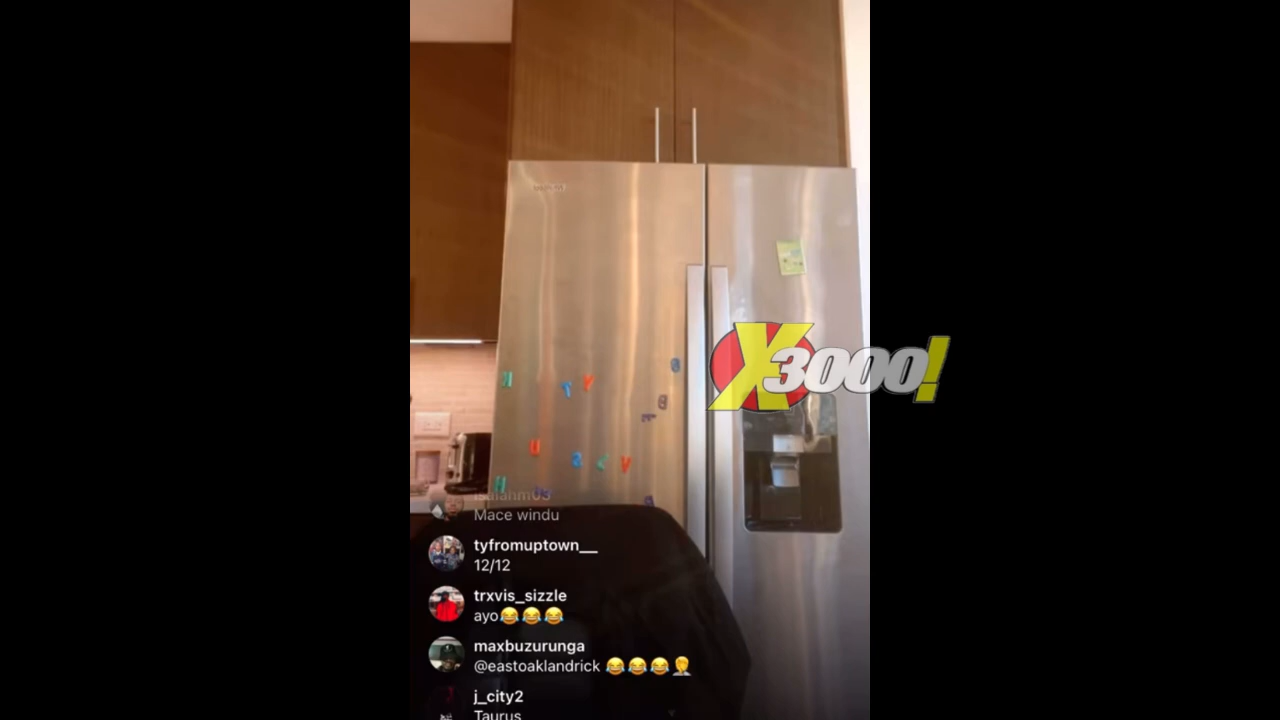 X3000!
K
T
V
U
S
V
H
Mace windu
tyfromuptown__
12/12
trxvis_sizzle
ayo😂😂😂
maxbuzurunga
@eastoaklandrick 😂😂😂🤦
j_city2
Taurus